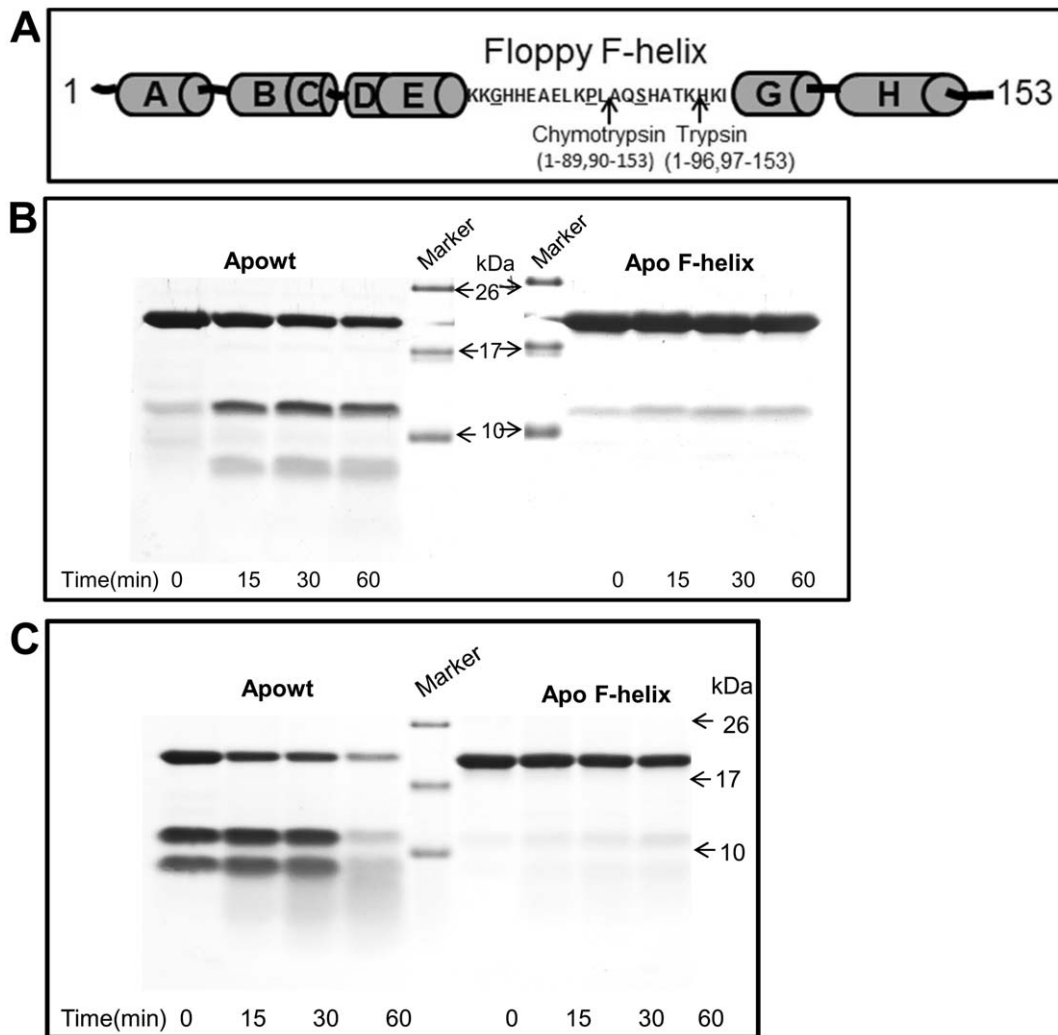 A
Floppy F-helix
1 A B C D E KKGHHEAELKPLAQSHATKHKI G H 153
Chymotrypsin Trypsin
(1-89,90-153) (1-96,97-153)
B
Apowt Marker kDa Marker Apo F-helix
26
17
10
Time(min) 0 15 30 60 0 15 30 60
C
Apowt Marker Apo F-helix kDa
26
17
10
Time(min) 0 15 30 60 0 15 30 60